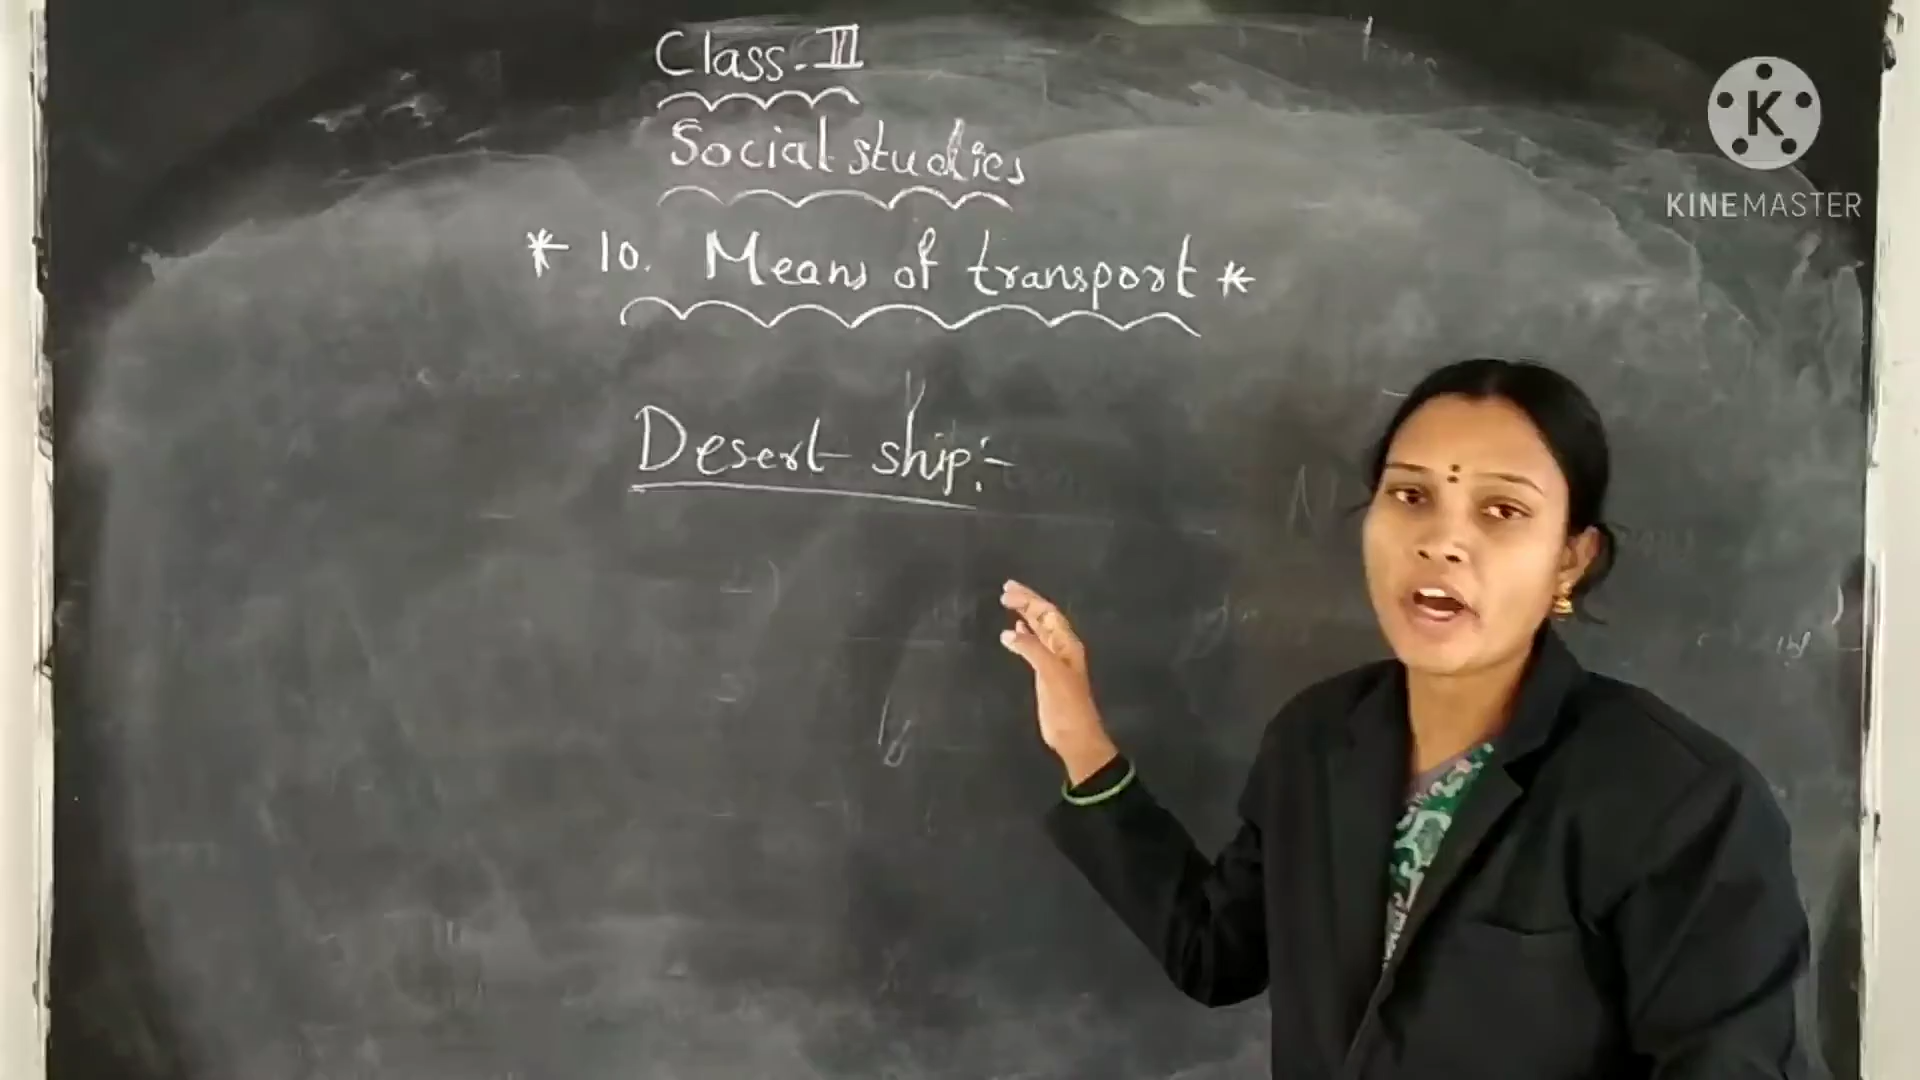 Class. III
Social studies
* 10. Means of transport *
Desert ship:-
K
KINEMASTER